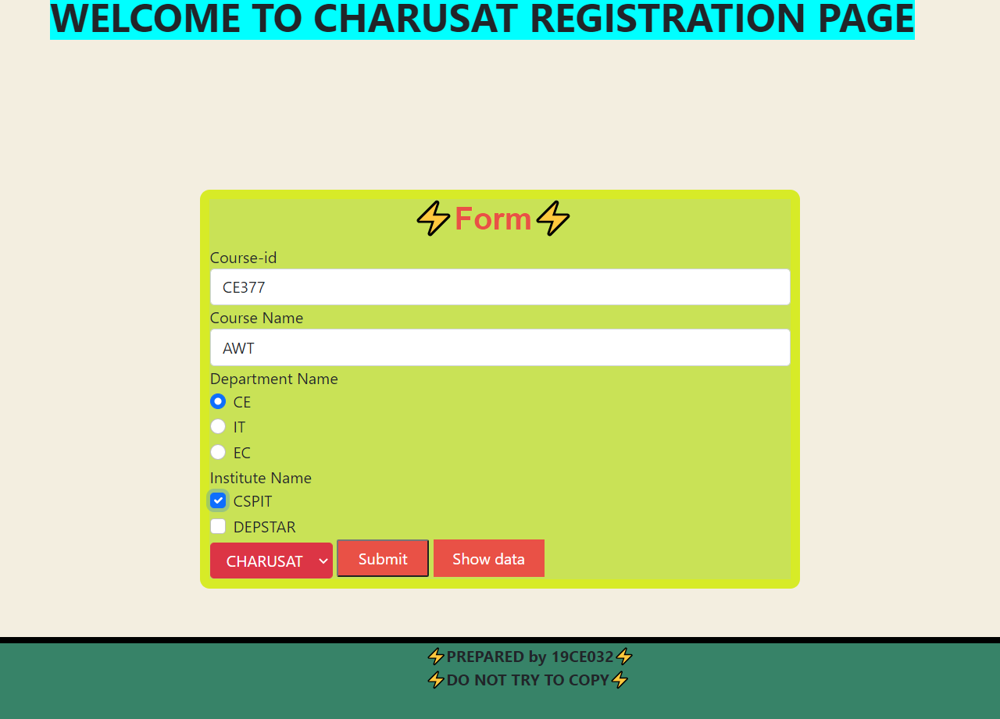 WELCOME TO CHARUSAT REGISTRATION PAGE
⚡Form⚡
Course-id
CE377
Course Name
AWT
Department Name
CE
IT
EC
Institute Name
CSPIT
DEPSTAR
CHARUSAT Submit Show data
⚡PREPARED by 19CE032⚡
⚡DO NOT TRY TO COPY⚡